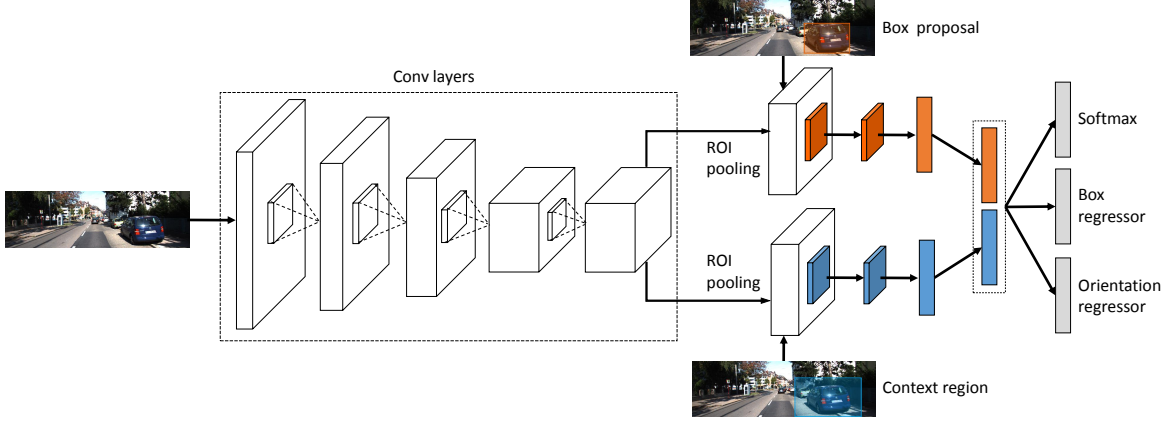 Box proposal
Conv layers
ROI
pooling
Softmax
Box
regressor
ROI
pooling
Orientation
regressor
Context region